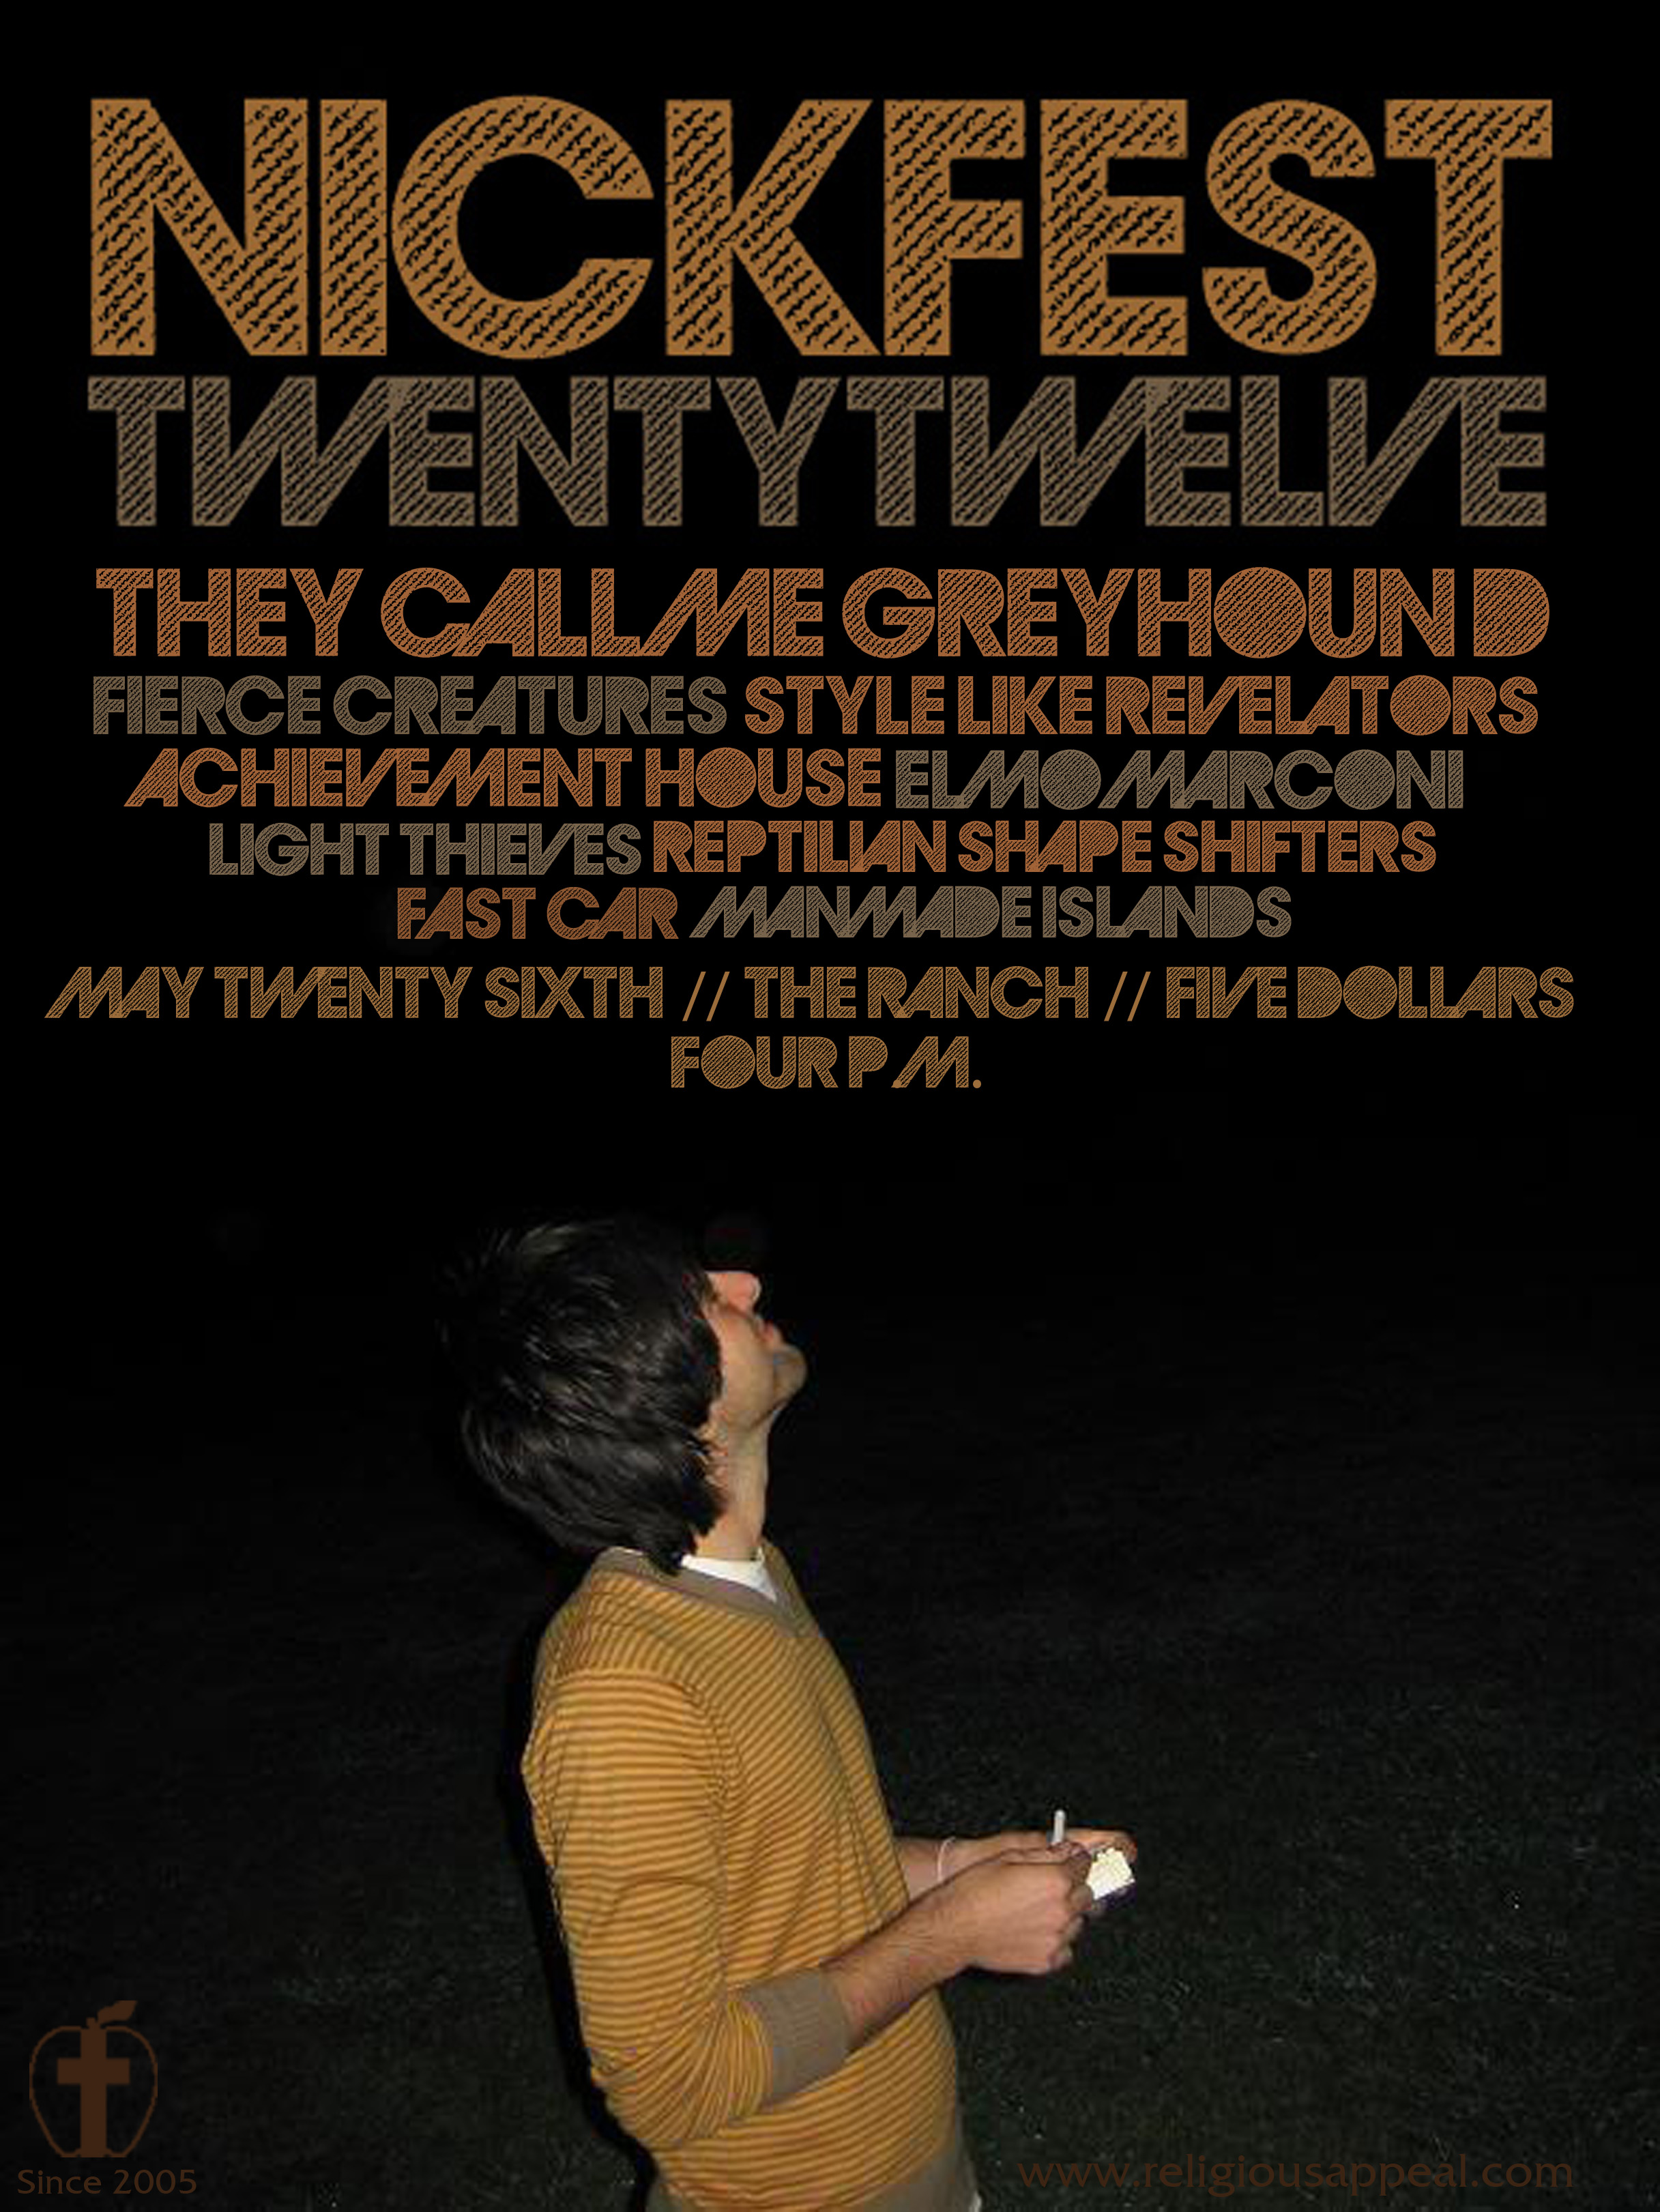 NICKFEST
TWENTY TWELVE
THEY CALL ME GREYHOUN D
FIERCE CREATURES STYLE LIKE REVELATORS
ACHIEVEMENT HOUSE ELMO MARCONI
LIGHT THIEVES REPTILIAN SHAPE SHIFTERS
FAST CAR MANMADE ISLANDS
MAY TWENTY SIXTH // THE RANCH // FIVE DOLLARS
FOUR P.M.
Since 2005
www.religiousappeal.com